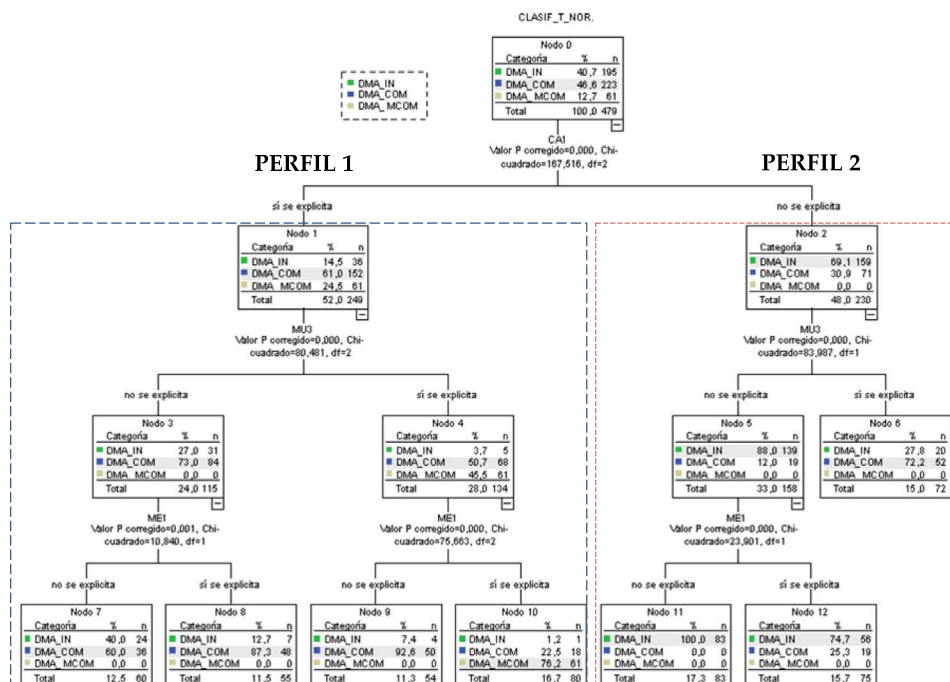 CLASIF_T_NOR.
DMA_IN
DMA_COM
DMA_MCOM
Nodo 0
Categoría % n
DMA_IN 40,7 195
DMA_COM 46,6 223
DMA_MCOM 12,7 61
Total 100,0 479
CA1
Valor P corregido=0,000, Chi-
cuadrado=167,516, df=2
PERFIL 1
PERFIL 2
sí se explicita
no se explicita
Nodo 1
Categoría % n
DMA_IN 14,5 36
DMA_COM 61,0 152
DMA_MCOM 24,5 61
Total 52,0 249
Nodo 2
Categoría % n
DMA_IN 69,1 159
DMA_COM 30,9 71
DMA_MCOM 0,0 0
Total 48,0 230
MU3
Valor P corregido=0,000, Chi-
cuadrado=80,481, df=2
MU3
Valor P corregido=0,000, Chi-
cuadrado=83,987, df=1
no se explicita
sí se explicita
no se explicita
sí se explicita
Nodo 3
Categoría % n
DMA_IN 27,0 31
DMA_COM 73,0 84
DMA_MCOM 0,0 0
Total 24,0 115
Nodo 4
Categoría % n
DMA_IN 3,7 5
DMA_COM 50,7 68
DMA_MCOM 45,5 61
Total 28,0 134
Nodo 5
Categoría % n
DMA_IN 88,0 139
DMA_COM 12,0 19
DMA_MCOM 0,0 0
Total 33,0 158
Nodo 6
Categoría % n
DMA_IN 27,8 20
DMA_COM 72,2 52
DMA_MCOM 0,0 0
Total 15,0 72
ME1
Valor P corregido=0,001, Chi-
cuadrado=10,840, df=1
ME1
Valor P corregido=0,000, Chi-
cuadrado=75,663, df=2
ME1
Valor P corregido=0,000, Chi-
cuadrado=23,901, df=1
no se explicita
sí se explicita
no se explicita
sí se explicita
no se explicita
sí se explicita
Nodo 7
Categoría % n
DMA_IN 40,0 24
DMA_COM 60,0 36
DMA_MCOM 0,0 0
Total 12,5 60
Nodo 8
Categoría % n
DMA_IN 12,7 7
DMA_COM 87,3 48
DMA_MCOM 0,0 0
Total 11,5 55
Nodo 9
Categoría % n
DMA_IN 7,4 4
DMA_COM 92,6 50
DMA_MCOM 0,0 0
Total 11,3 54
Nodo 10
Categoría % n
DMA_IN 1,2 1
DMA_COM 22,5 18
DMA_MCOM 76,2 61
Total 16,7 80
Nodo 11
Categoría % n
DMA_IN 100,0 83
DMA_COM 0,0 0
DMA_MCOM 0,0 0
Total 17,3 83
Nodo 12
Categoría % n
DMA_IN 74,7 56
DMA_COM 25,3 19
DMA_MCOM 0,0 0
Total 15,7 75